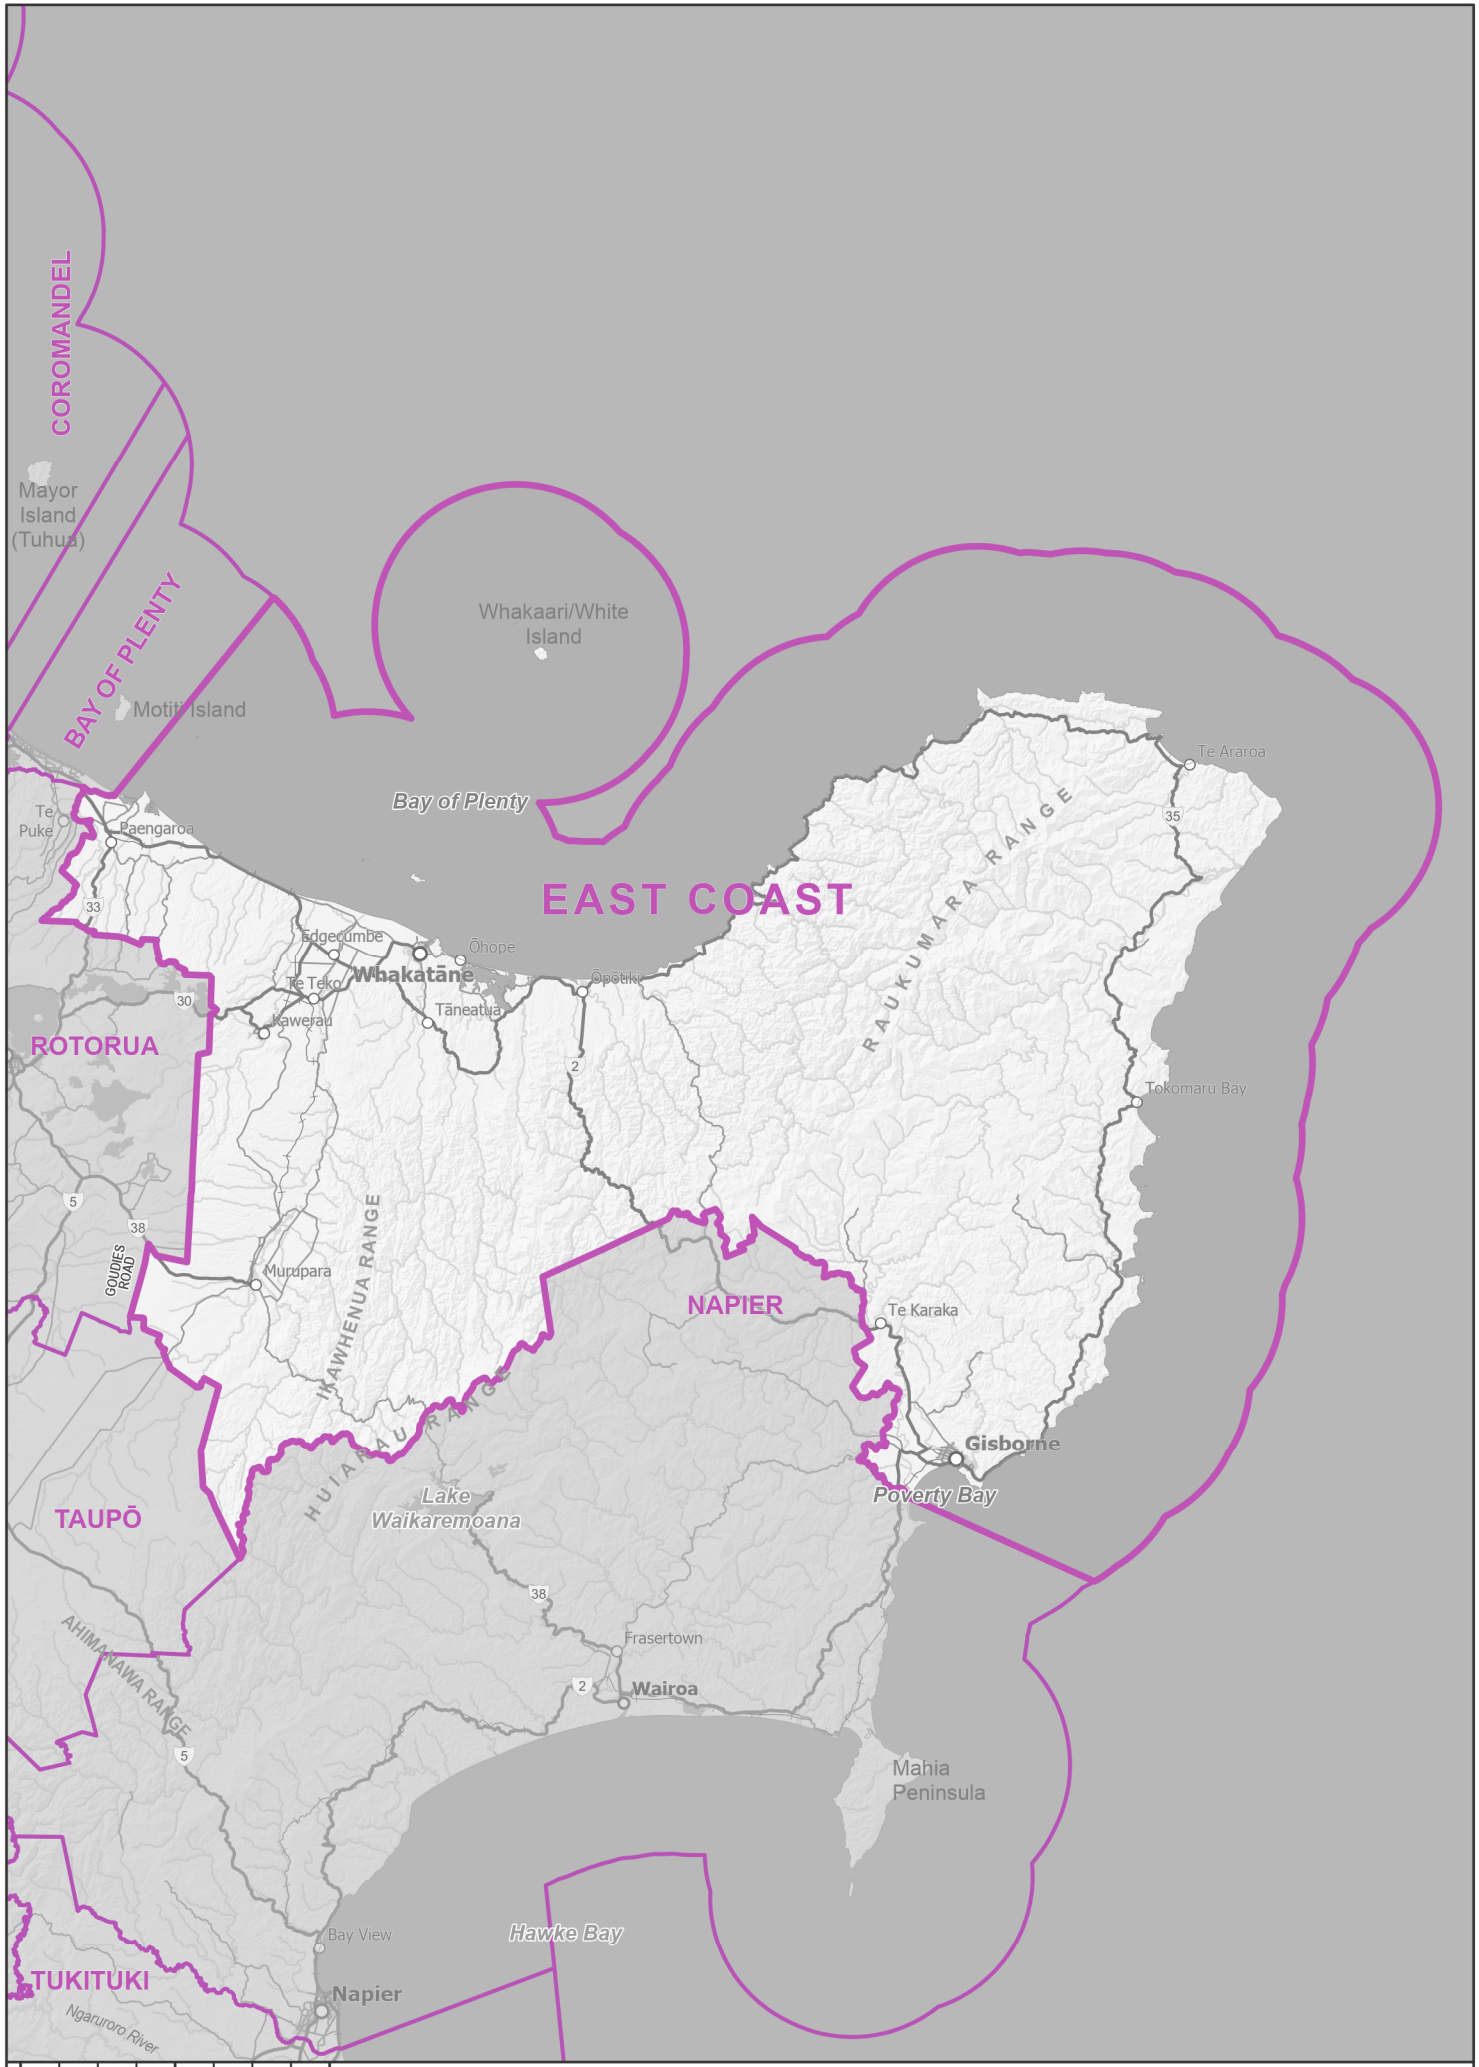 COROMANDEL
Mayor
Island
(Tuhua)
BAY OF PLENTY
Motiti Island
Whakaari/White
Island
Bay of Plenty
Te Araroa
35
Te
Puke
Paengaroa
33
EAST COAST
RAUKUMARA RANGE
Edgecumbe
Ōhope
Whakatāne
Te Teko
Ōpōtiki
30
Tāneatua
Kawerau
ROTORUA
2
Tokomaru Bay
5
38
GOUDIES
ROAD
Murupara
IKAWHENUA RANGE
NAPIER
Te Karaka
HUIARAU RANGE
Gisborne
Poverty Bay
Lake
Waikaremoana
TAUPŌ
38
AHIMANAWA RANGE
Frasertown
2
Wairoa
5
Mahia
Peninsula
Hawke Bay
Bay View
TUKITUKI
Napier
Ngaruroro River